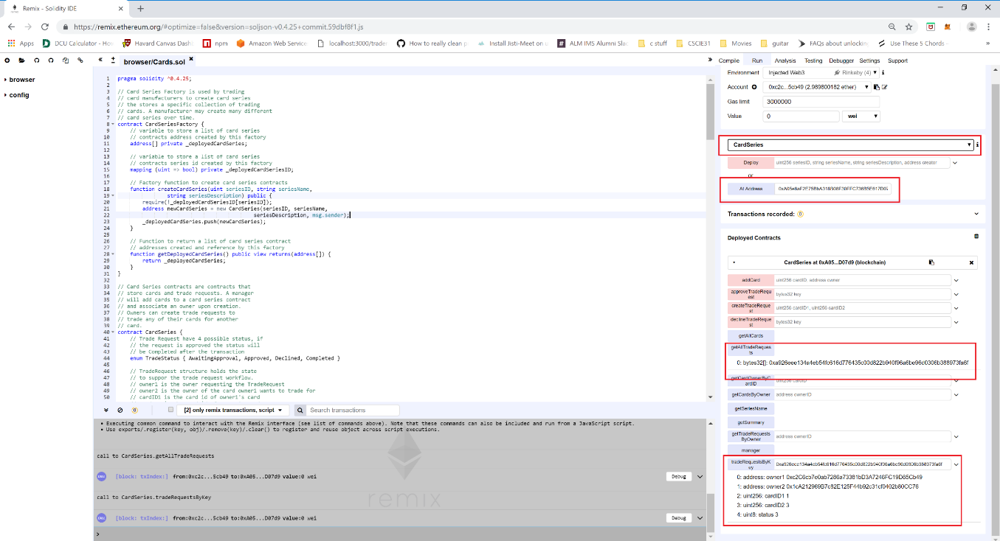 Remix - Solidity IDE
https://remix.ethereum.org/#optimize=false&version=soljson-v0.4.25+commit.59dbf8f1.js
Apps DCU Calculator - How Harvard Canvas Dash npm Amazon Web Service localhost:3000/trade How to really clean p Install Jisti-Meet on u ALM IMS Alumni Slac c stuff CSCIE31 Movies guitar FAQs about unlocking Use These 5 Chords -
browser
config
browser/Cards.sol
1 pragma solidity ^0.4.25;
2
3 // Card Series Factory is used by trading
4 // card manufacturers to create card series
5 // the stores a specific collection of trading
6 // cards. A manufacturer may create many different
7 // card series over time.
8 contract CardSeriesFactory {
9 // variable to store a list of card series
10 // contracts address created by this factory
11 address[] private _deployedCardSeries;
12
13 // variable to store a list of card series
14 // contracts series id created by this factory
15 mapping (uint => bool) private _deployedCardSeriesID;
16
17 // Factory function to create card series contracts
18 function createCardSeries(uint seriesID, string seriesName,
19 string seriesDescription) public {
20 require(!_deployedCardSeriesID[seriesID]);
21 address newCardSeries = new CardSeries(seriesID, seriesName,
22 seriesDescription, msg.sender);
23 _deployedCardSeries.push(newCardSeries);
24 }
25
26 // Function to return a list of card series contract
27 // addresses created and reference by this factory
28 function getDeployedCardSeries() public view returns(address[]) {
29 return _deployedCardSeries;
30 }
31 }
32
33 // Card Series contracts are contracts that
34 // store cards and trade requests. A manager
35 // will add cards to a card series contract
36 // and associate an owner upon creation.
37 // Owners can create trade requests to
38 // trade any of their cards for another
39 // card.
40 contract CardSeries {
41 // Trade Request have 4 possible status, if
42 // the request is approved the status will
43 // be Completed after the transaction
44 enum TradeStatus { AwaitingApproval, Approved, Declined, Completed }
45
46 // TradeRequest structure holds the state
47 // to suppor the trade request workflow.
48 // owner1 is the owner requesting the TradeRequest
49 // owner2 is the owner of the card owner1 wants to trade for
50 // cardID1 is the card id of owner1's card
0 [2] only remix transactions, script Search transactions
• Executing common command to interact with the Remix interface (see list of commands above). Note that these commands can also be included and run from a JavaScript script.
• Use exports/.register(key, obj)/.remove(key)/.clear() to register and reuse object across script executions.
call to CardSeries.getAllTradeRequests
CALL [block: txIndex:] from:0xc2c...5cb49 to:0xA05...D07d9 value:0 wei Debug
call to CardSeries.tradeRequestsByKey
remix
CALL [block: txIndex:] from:0xc2c...5cb49 to:0xA05...D07d9 value:0 wei Debug
>
Compile Run Analysis Testing Debugger Settings Support
Environment Injected Web3 Rinkeby (4) i
Account 0xc2c...5cb49 (2.989800182 ether)
Gas limit 3000000
Value 0 wei
CardSeries i
Deploy uint256 seriesID, string seriesName, string seriesDescription, address creator
or
At Address
Transactions recorded: 0
Deployed Contracts
CardSeries at 0xA05...D07d9 (blockchain)
addCard uint256 cardID, address owner
approveTradeRequest bytes32 key
createTradeRequest uint256 cardID1, uint256 cardID2
declineTradeRequest bytes32 key
getAllCards
getAllTradeRequests
0: bytes32[]:
getCardOwnerByCardID uint256 cardID
getCardsByOwner address ownerID
getSeriesName
getSummary
getTradeRequestsByOwner address ownerID
manager
tradeRequestsByKey
0: address: owner1
1: address: owner2
2: uint256: cardID1 1
3: uint256: cardID2 3
4: uint8: status 3